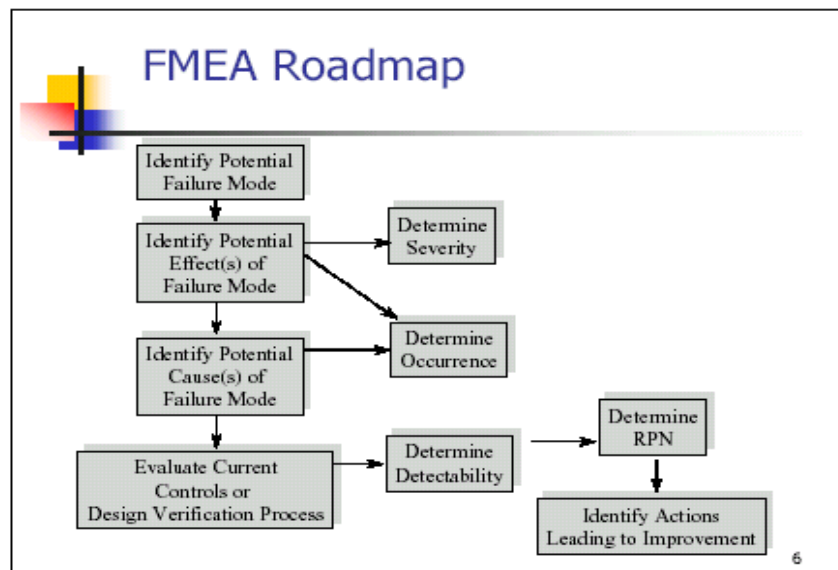 FMEA Roadmap
Identify Potential
Failure Mode
Identify Potential
Effect(s) of
Failure Mode
Determine
Severity
Identify Potential
Cause(s) of
Failure Mode
Determine
Occurrence
Evaluate Current
Controls or
Design Verification Process
Determine
Detectability
Determine
RPN
Identify Actions
Leading to Improvement
6